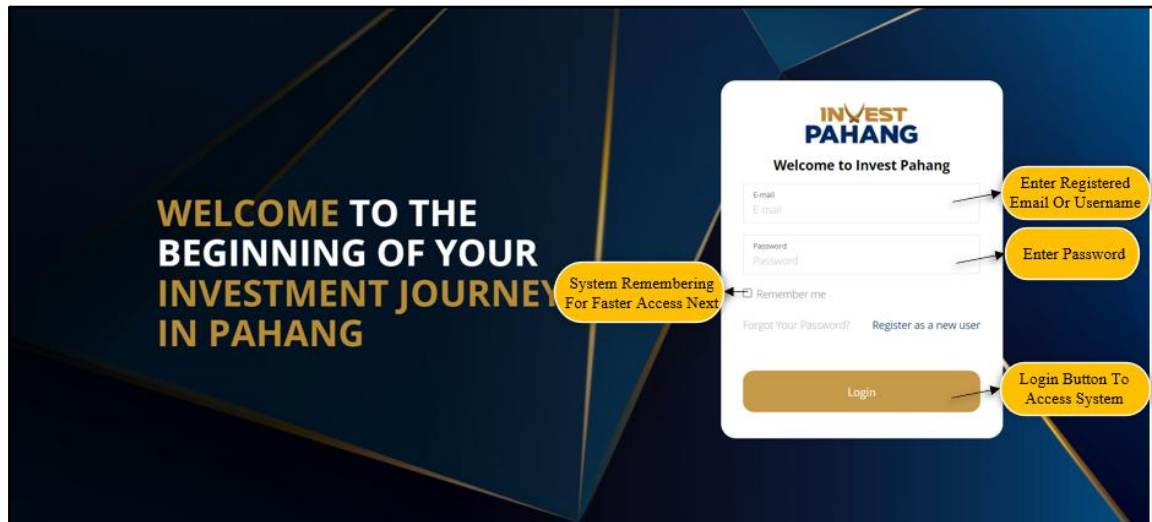 WELCOME TO THE
BEGINNING OF YOUR
INVESTMENT JOURNEY
IN PAHANG
INVEST
PAHANG
Welcome to Invest Pahang
E-mail
E-mail
Enter Registered
Email Or Username
Password
Password
Enter Password
System Remembering
For Faster Access Next
Remember me
Forgot Your Password? Register as a new user
Login
Login Button To
Access System